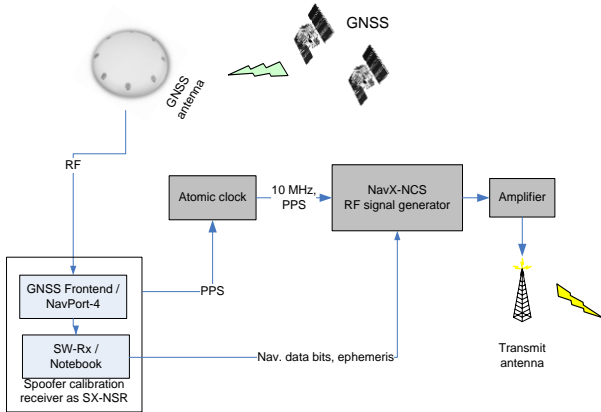 GNSS
GNSS
antenna
RF
Atomic clock
10 MHz,
PPS
NavX-NCS
RF signal generator
Amplifier
GNSS Frontend /
NavPort-4
PPS
SW-Rx /
Notebook
Nav. data bits, ephemeris
Spoofer calibration
receiver as SX-NSR
Transmit
antenna